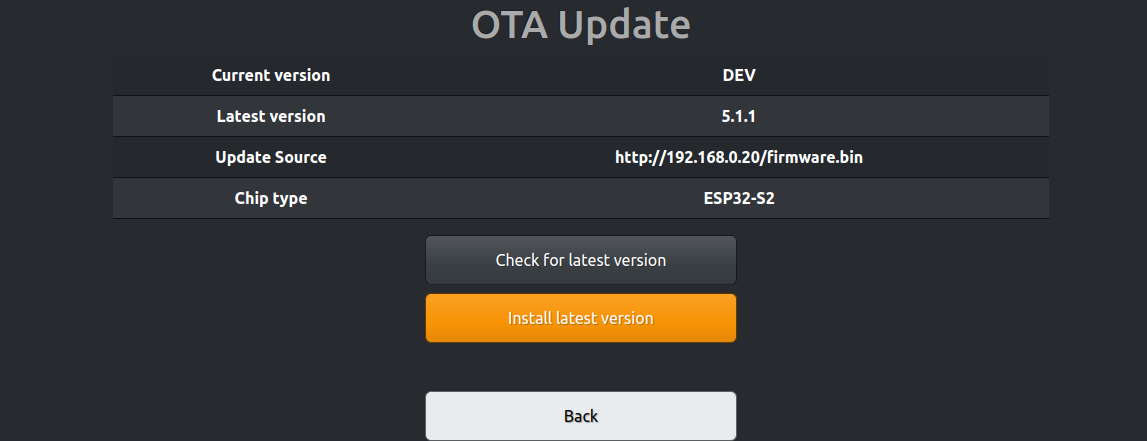 OTA Update
Current version DEV
Latest version 5.1.1
Update Source http://192.168.0.20/firmware.bin
Chip type ESP32-S2
Check for latest version
Install latest version
Back